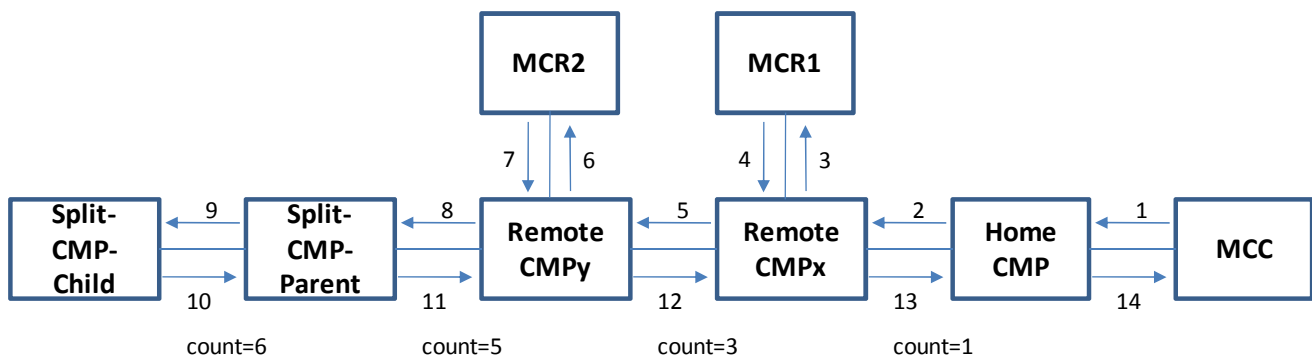 MCR2
MCR1
7
6
4
3
Split-
CMP-
Child
9
10
Split-
CMP-
Parent
8
11
Remote
CMPy
5
12
Remote
CMPx
2
13
Home
CMP
1
14
MCC
count=6
count=5
count=3
count=1